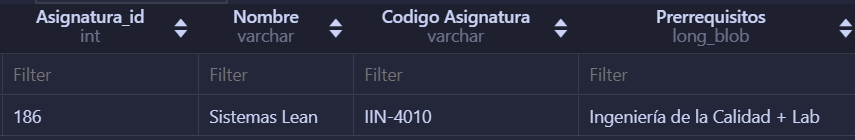 Asignatura_id Nombre Codigo Asignatura Prerrequisitos
int varchar varchar long_blob
Filter Filter Filter Filter
186 Sistemas Lean IIN-4010 Ingeniería de la Calidad + Lab